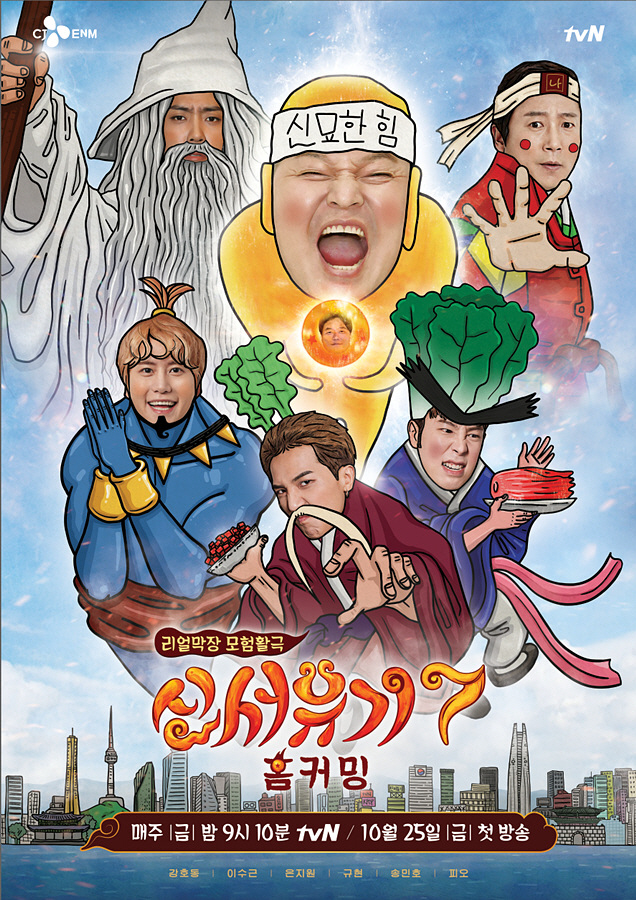 CJ ENM
tvN
나
신묘한 힘
리얼막장 모험활극
신서유기7
홈커밍
매주 |금| 밤 9시 10분 tvN / 10월 25일 |금| 첫 방송
강호동 | 이수근 | 은지원 | 규현 | 송민호 | 피오